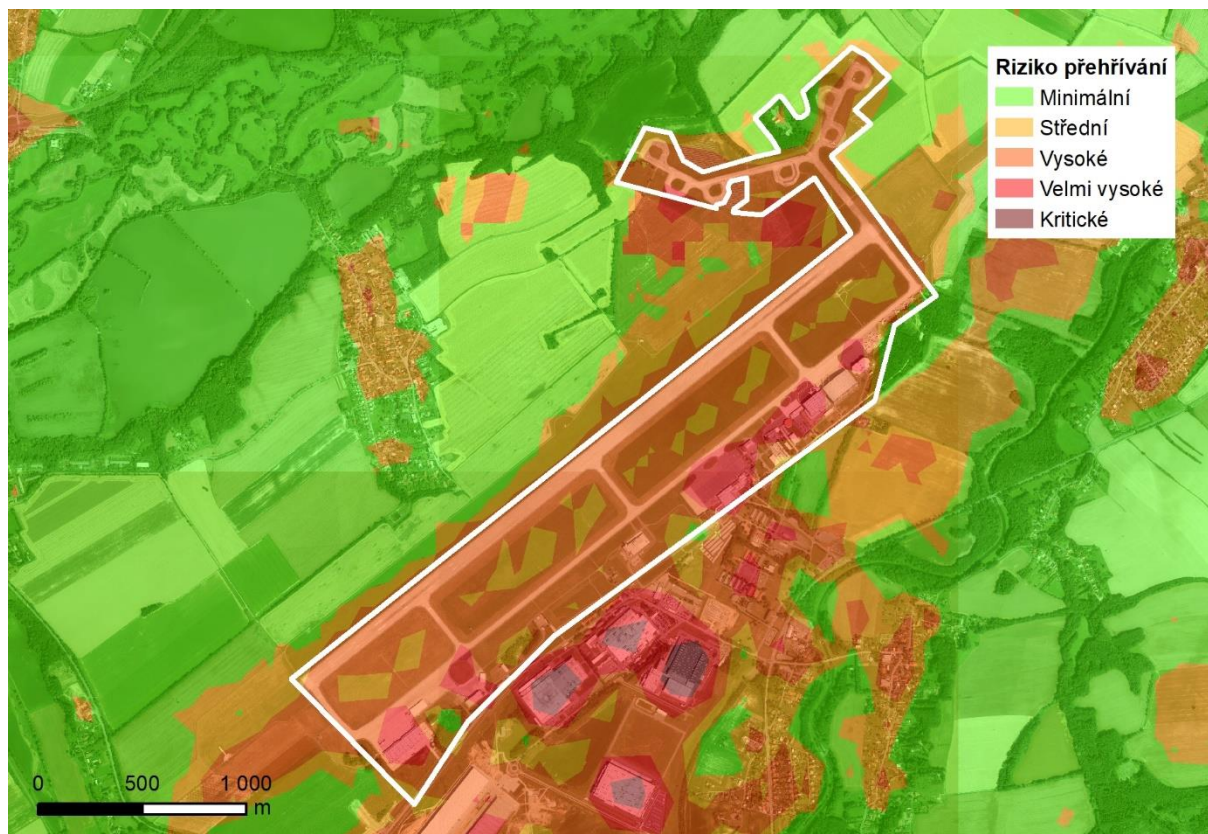 Riziko přehřívání
Minimální
Střední
Vysoké
Velmi vysoké
Kritické
0 500 1 000
m